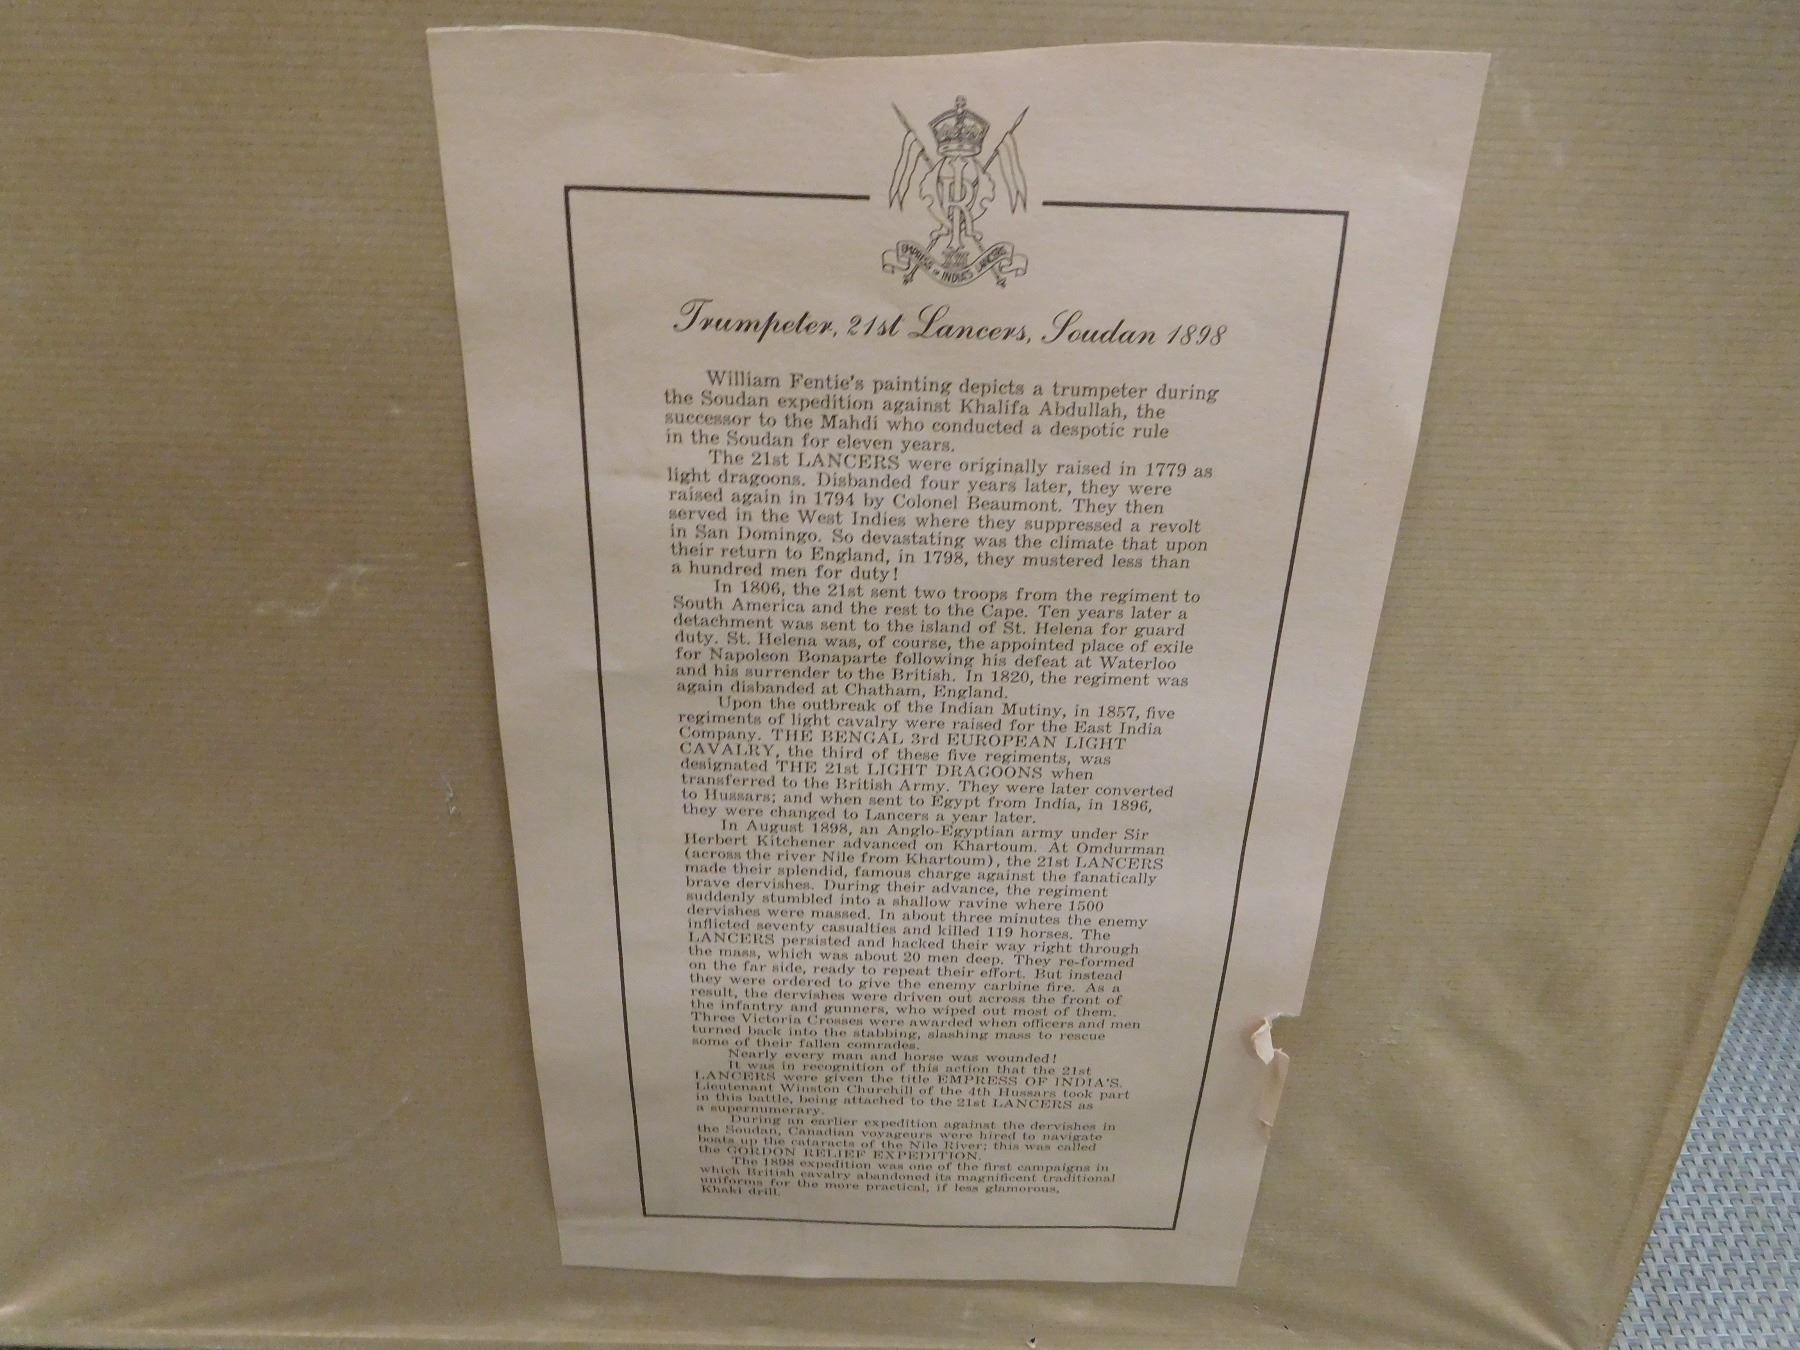 EMPRESS OF INDIA'S LANCERS
Trumpeter, 21st Lancers, Soudan 1898
William Fentie's painting depicts a trumpeter during
the Soudan expedition against Khalifa Abdullah, the
successor to the Mahdi who conducted a despotic rule
in the Soudan for eleven years.
The 21st LANCERS were originally raised in 1779 as
light dragoons. Disbanded four years later, they were
raised again in 1794 by Colonel Beaumont. They then
served in the West Indies where they suppressed a revolt
in San Domingo. So devastating was the climate that upon
their return to England, in 1798, they mustered less than
a hundred men for duty!
In 1806, the 21st sent two troops from the regiment to
South America and the rest to the Cape. Ten years later a
detachment was sent to the island of St. Helena for guard
duty. St. Helena was, of course, the appointed place of exile
for Napoleon Bonaparte following his defeat at Waterloo
and his surrender to the British. In 1820, the regiment was
again disbanded at Chatham, England.
Upon the outbreak of the Indian Mutiny, in 1857, five
regiments of light cavalry were raised for the East India
Company. THE BENGAL 3rd EUROPEAN LIGHT
CAVALRY, the third of these five regiments, was
designated THE 21st LIGHT DRAGOONS when
transferred to the British Army. They were later converted
to Hussars; and when sent to Egypt from India, in 1896,
they were changed to Lancers a year later.
In August 1898, an Anglo-Egyptian army under Sir
Herbert Kitchener advanced on Khartoum. At Omdurman
(across the river Nile from Khartoum), the 21st LANCERS
made their splendid, famous charge against the fanatically
brave dervishes. During their advance, the regiment
suddenly stumbled into a shallow ravine where 1500
dervishes were massed. In about three minutes the enemy
inflicted seventy casualties and killed 119 horses. The
LANCERS persisted and hacked their way right through
the mass, which was about 20 men deep. They re-formed
on the far side, ready to repeat their effort. But instead
they were ordered to give the enemy carbine fire. As a
result, the dervishes were driven out across the front of
the infantry and gunners, who wiped out most of them.
Three Victoria Crosses were awarded when officers and men
turned back into the stabbing, slashing mass to rescue
some of their fallen comrades.
Nearly every man and horse was wounded!
It was in recognition of this action that the 21st
LANCERS were given the title EMPRESS OF INDIA'S.
Lieutenant Winston Churchill of the 4th Hussars took part
in this battle, being attached to the 21st LANCERS as
a supernumerary.
During an earlier expedition against the dervishes in
the Soudan, Canadian voyageurs were hired to navigate
boats up the cataracts of the Nile River; this was called
the GORDON RELIEF EXPEDITION.
The 1898 expedition was one of the first campaigns in
which British cavalry abandoned its magnificent traditional
uniforms for the more practical, if less glamorous,
Khaki drill.